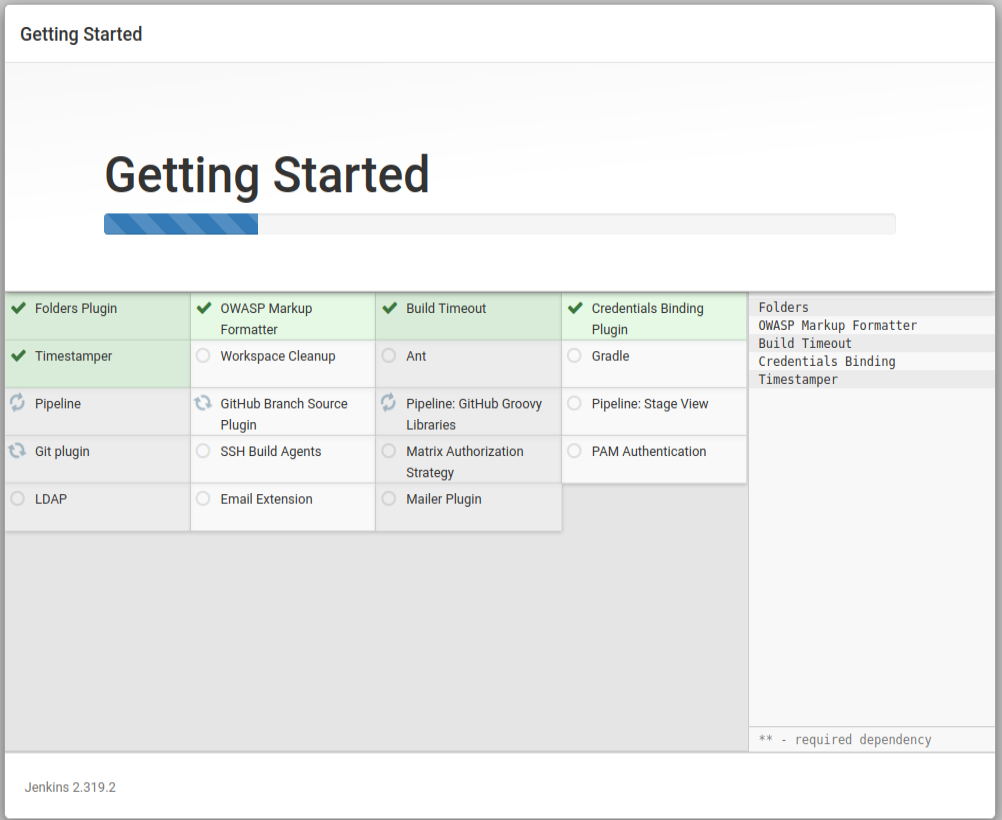 Getting Started
Getting Started
Folders Plugin
OWASP Markup
Formatter
Build Timeout
Credentials Binding
Plugin
Timestamper
Workspace Cleanup
Ant
Gradle
Pipeline
GitHub Branch Source
Plugin
Pipeline: GitHub Groovy
Libraries
Pipeline: Stage View
Git plugin
SSH Build Agents
Matrix Authorization
Strategy
PAM Authentication
LDAP
Email Extension
Mailer Plugin
Folders
OWASP Markup Formatter
Build Timeout
Credentials Binding
Timestamper
** - required dependency
Jenkins 2.319.2